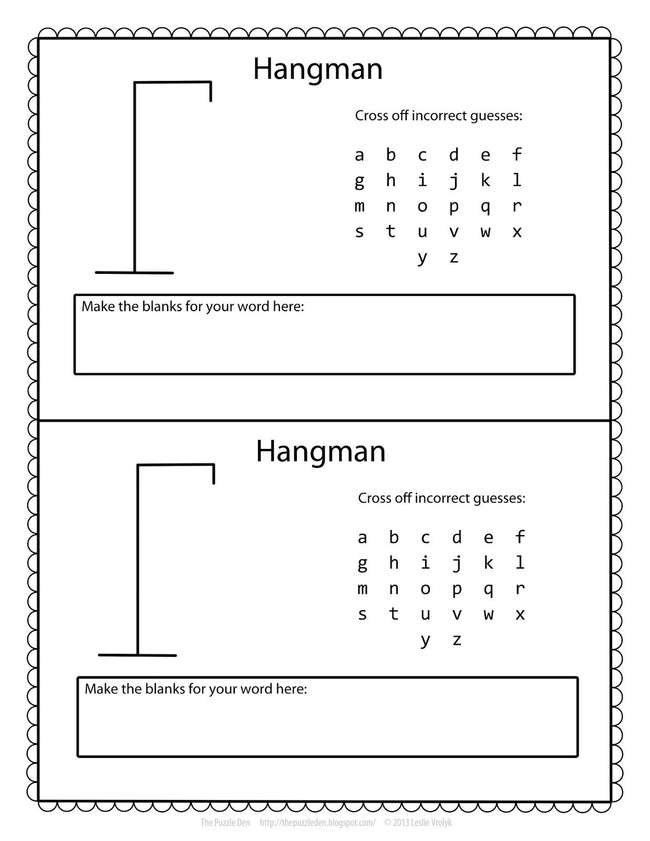 Hangman
Cross off incorrect guesses:
a b c d e f
g h i j k l
m n o p q r
s t u v w x
y z
Make the blanks for your word here:
Hangman
Cross off incorrect guesses:
a b c d e f
g h i j k l
m n o p q r
s t u v w x
y z
Make the blanks for your word here:
The Puzzle Den http://thepuzzleden.blogspot.com/ © 2013 Leslie Vrolyk